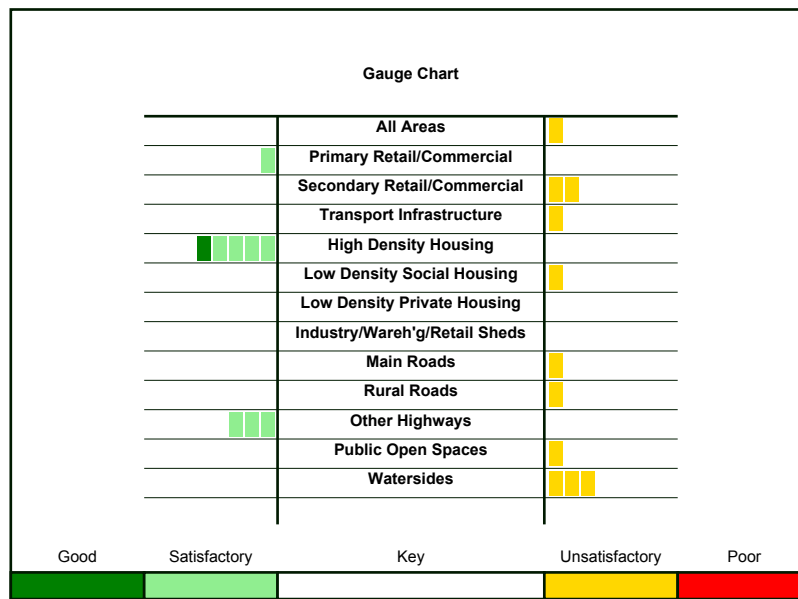 Gauge Chart
All Areas
Primary Retail/Commercial
Secondary Retail/Commercial
Transport Infrastructure
High Density Housing
Low Density Social Housing
Low Density Private Housing
Industry/Wareh'g/Retail Sheds
Main Roads
Rural Roads
Other Highways
Public Open Spaces
Watersides
Good Satisfactory Key Unsatisfactory Poor